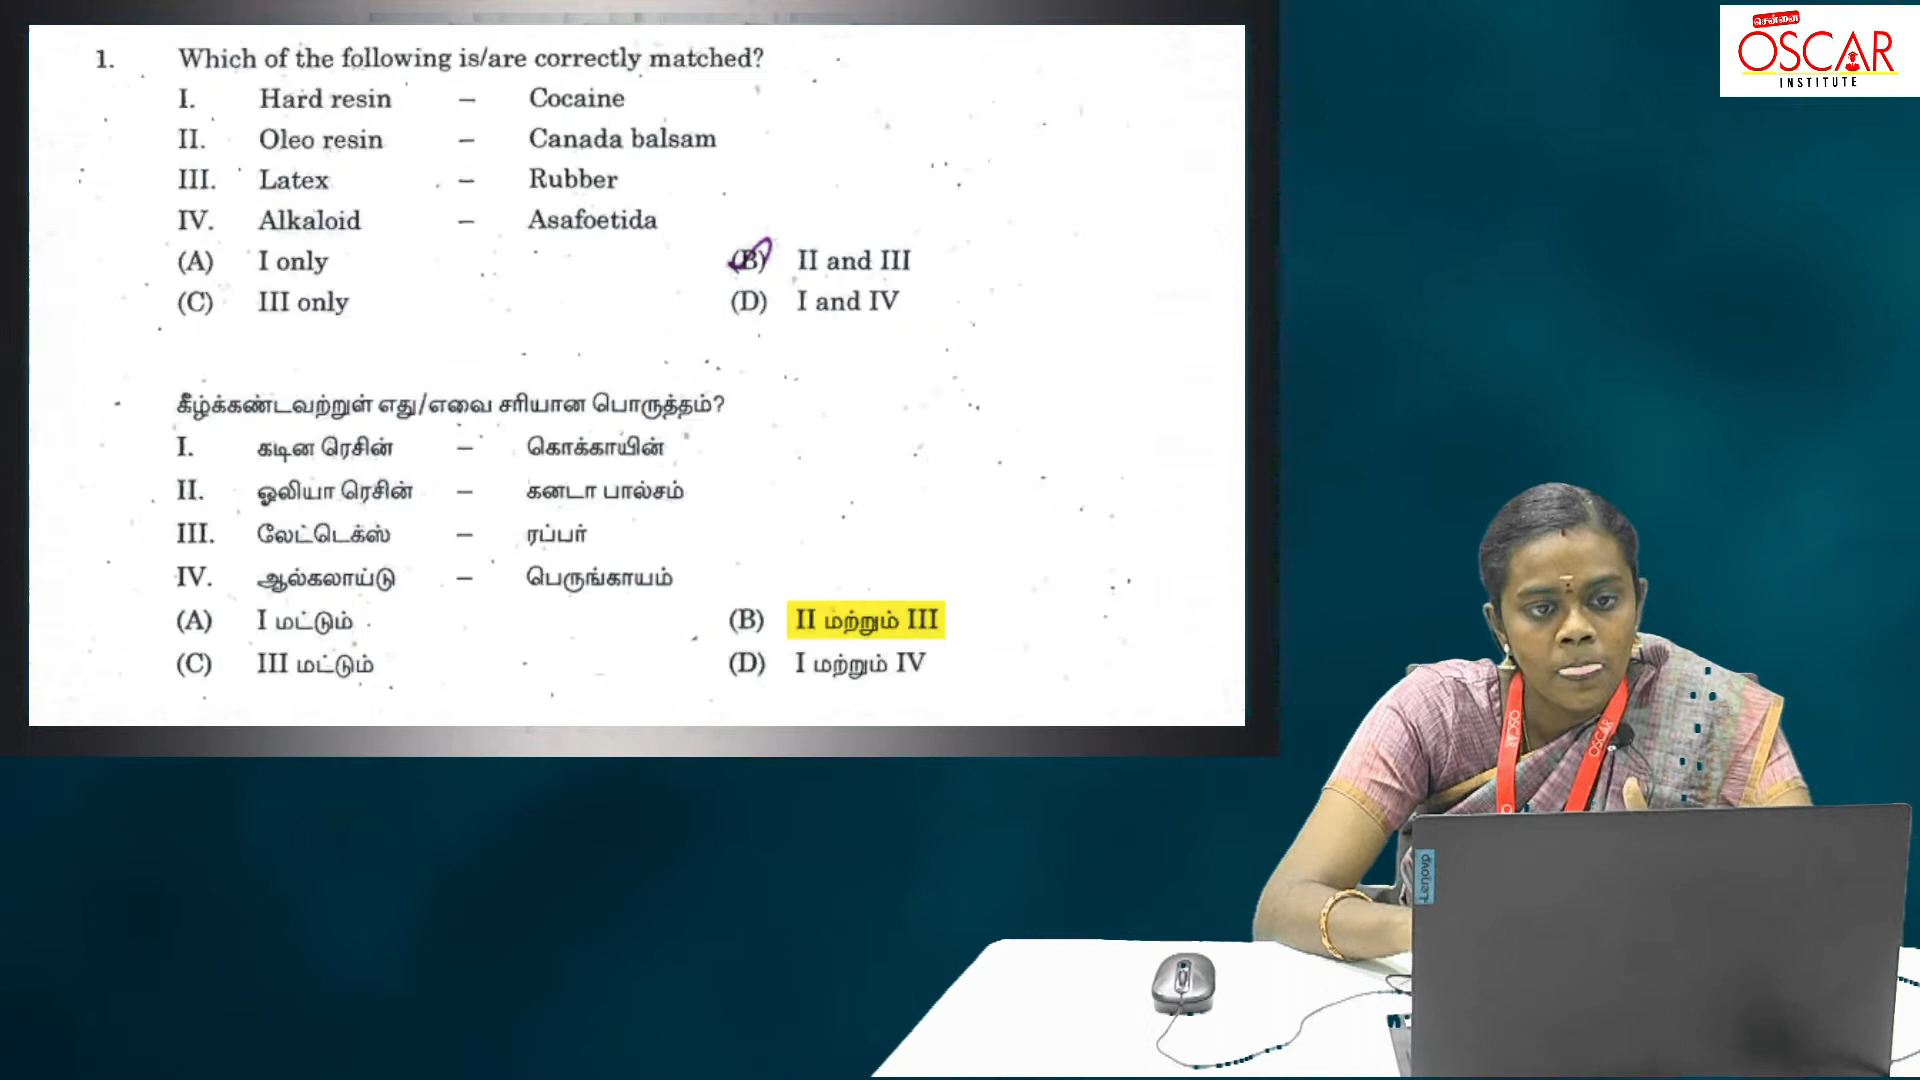 1. Which of the following is/are correctly matched?
I. Hard resin – Cocaine
II. Oleo resin – Canada balsam
III. Latex – Rubber
IV. Alkaloid – Asafoetida
(A) I only (B) II and III
(C) III only (D) I and IV
கீழ்க்கண்டவற்றுள் எது/எவை சரியான பொருத்தம்?
I. கடின ரெசின் – கொக்காயின்
II. ஓலியா ரெசின் – கனடா பால்சம்
III. லேட்டெக்ஸ் – ரப்பர்
IV. ஆல்கலாய்டு – பெருங்காயம்
(A) I மட்டும் (B) II மற்றும் III
(C) III மட்டும் (D) I மற்றும் IV
சென்னை
OSCAR
INSTITUTE
OSCAR
OSCAR
Lenovo